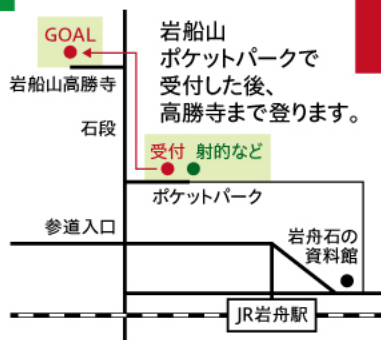 GOAL
岩船山
ポケットパークで
受付した後、
高勝寺まで登ります。
岩船山高勝寺
石段
受付 射的など
ポケットパーク
参道入口
岩舟石の
資料館
JR岩舟駅